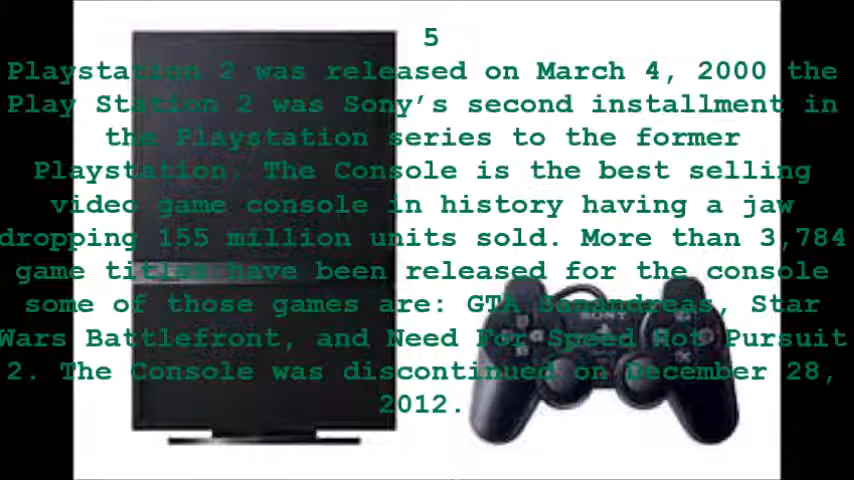 5
Playstation 2 was released on March 4, 2000 the
Play Station 2 was Sony's second installment in
the Playstation series to the former
Playstation. The Console is the best selling
video game console in history having a jaw
dropping 155 million units sold. More than 3,784
game titles have been released for the console
some of those games are: GTA Sanandreas, Star
Wars Battlefront, and Need For Speed Hot Pursuit
2. The Console was discontinued on December 28,
2012.
SONY